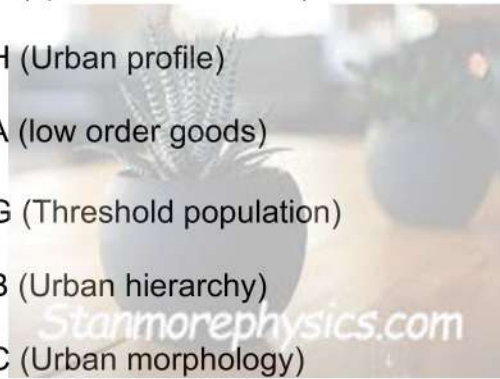 H (Urban profile)
A (low order goods)
G (Threshold population)
B (Urban hierarchy)
Stanmorephysics.com
C (Urban morphology)